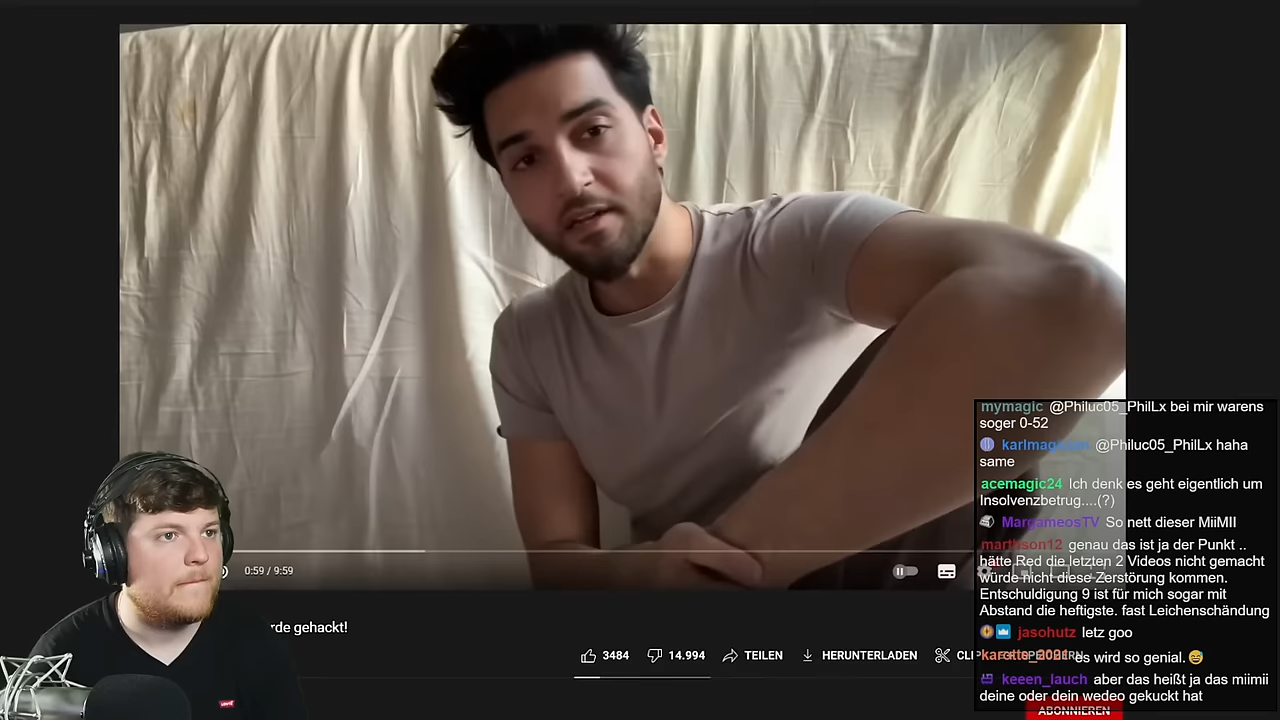 mymagic @Philuc05_PhilLx bei mir warens
soger 0-52
@Philuc05_PhilLx haha
same
acemagic24 Ich denk es geht eigentlich um
Insolvenzbetrug....(?)
MargameosTV So nett dieser MiiMII
marthson12 genau das ist ja der Punkt ..
hätte Red die letzten 2 Videos nicht gemacht
würde nicht diese Zerstörung kommen.
Entschuldigung 9 ist für mich sogar mit
Abstand die heftigste. fast Leichenschändung
0:59 / 9:59
rde gehackt!
jasohutz letz goo
3484 14.994 TEILEN HERUNTERLADEN CLIP
es wird so genial.😅
keeen_lauch aber das heißt ja das miimii
deine oder dein wedeo gekuckt hat
ABONNIEREN